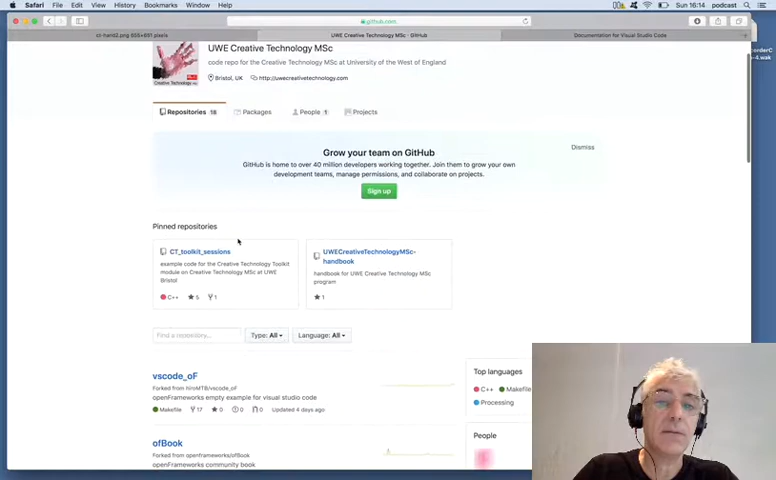 Safari File Edit View History Bookmarks Window Help
Sun 16:14 podcast
github.com
ct-hand2.png 855×691 pixels
UWE Creative Technology MSc · GitHub
Documentation for Visual Studio Code
UWE Creative Technology MSc
code repo for the Creative Technology MSc at University of the West of England
Bristol, UK http://uwecreativetechnology.com
Creative Technology
Repositories 18 Packages People 1 Projects
Grow your team on GitHub
Dismiss
GitHub is home to over 40 million developers working together. Join them to grow your
own development teams, manage permissions, and collaborate on projects.
Sign up
Pinned repositories
CT_toolkit_sessions
example code for the Creative Technology Toolkit
module on Creative Technology MSc at UWE
Bristol
C++ 5 1
UWECreativeTechnologyMSc-
handbook
handbook for UWE Creative Technology MSc
program
1
Find a repository...
Type: All
Language: All
vscode_oF
Forked from hiroMTB/vscode_oF
openFrameworks empty example for visual studio code
Makefile 17 0 0 0 Updated 4 days ago
ofBook
Forked from openframeworks/ofBook
openFrameworks community book
Top languages
C++ Makefile
Processing
People